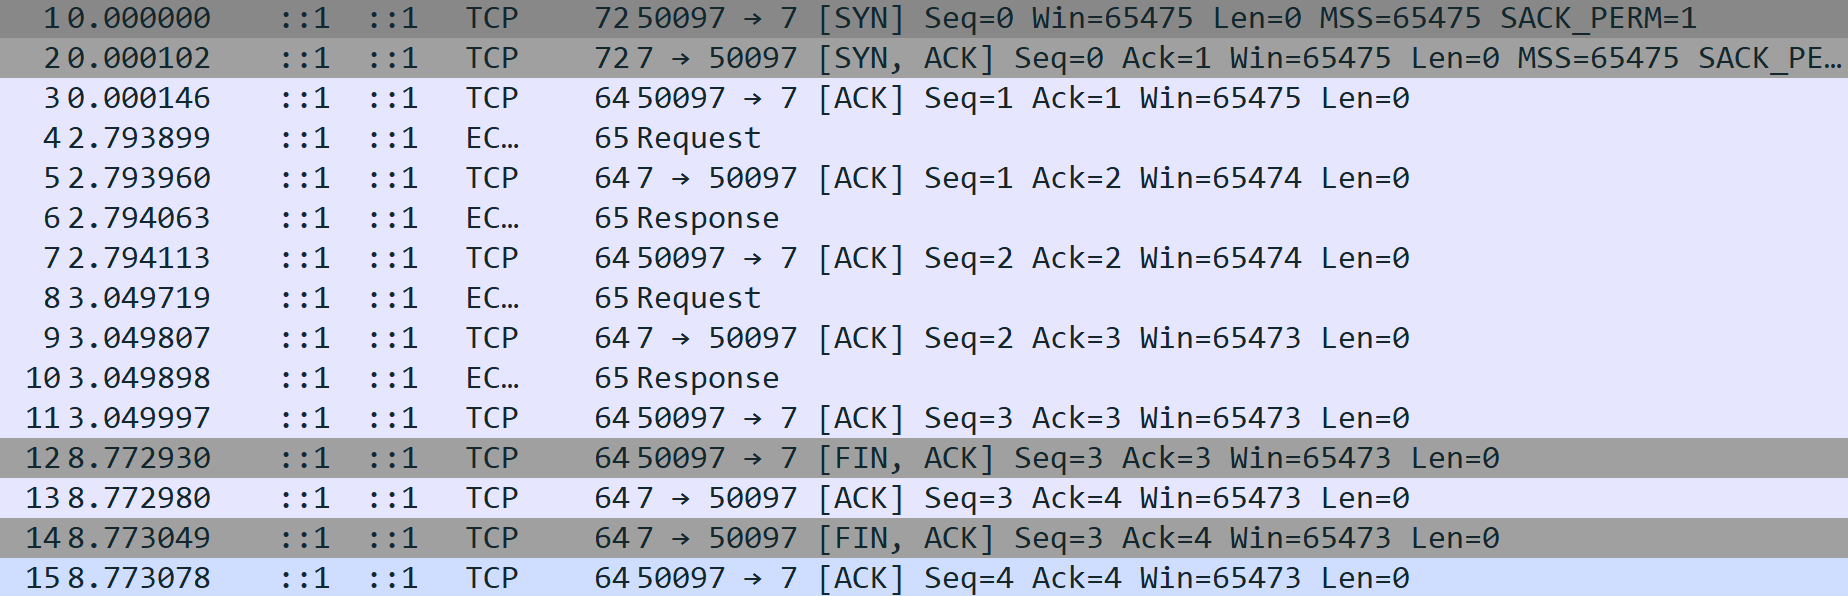 1 0.000000 ::1 ::1 TCP 72 50097 → 7 [SYN] Seq=0 Win=65475 Len=0 MSS=65475 SACK_PERM=1
2 0.000102 ::1 ::1 TCP 72 7 → 50097 [SYN, ACK] Seq=0 Ack=1 Win=65475 Len=0 MSS=65475 SACK_PE…
3 0.000146 ::1 ::1 TCP 64 50097 → 7 [ACK] Seq=1 Ack=1 Win=65475 Len=0
4 2.793899 ::1 ::1 EC… 65 Request
5 2.793960 ::1 ::1 TCP 64 7 → 50097 [ACK] Seq=1 Ack=2 Win=65474 Len=0
6 2.794063 ::1 ::1 EC… 65 Response
7 2.794113 ::1 ::1 TCP 64 50097 → 7 [ACK] Seq=2 Ack=2 Win=65474 Len=0
8 3.049719 ::1 ::1 EC… 65 Request
9 3.049807 ::1 ::1 TCP 64 7 → 50097 [ACK] Seq=2 Ack=3 Win=65473 Len=0
10 3.049898 ::1 ::1 EC… 65 Response
11 3.049997 ::1 ::1 TCP 64 50097 → 7 [ACK] Seq=3 Ack=3 Win=65473 Len=0
12 8.772930 ::1 ::1 TCP 64 50097 → 7 [FIN, ACK] Seq=3 Ack=3 Win=65473 Len=0
13 8.772980 ::1 ::1 TCP 64 7 → 50097 [ACK] Seq=3 Ack=4 Win=65473 Len=0
14 8.773049 ::1 ::1 TCP 64 7 → 50097 [FIN, ACK] Seq=3 Ack=4 Win=65473 Len=0
15 8.773078 ::1 ::1 TCP 64 50097 → 7 [ACK] Seq=4 Ack=4 Win=65473 Len=0